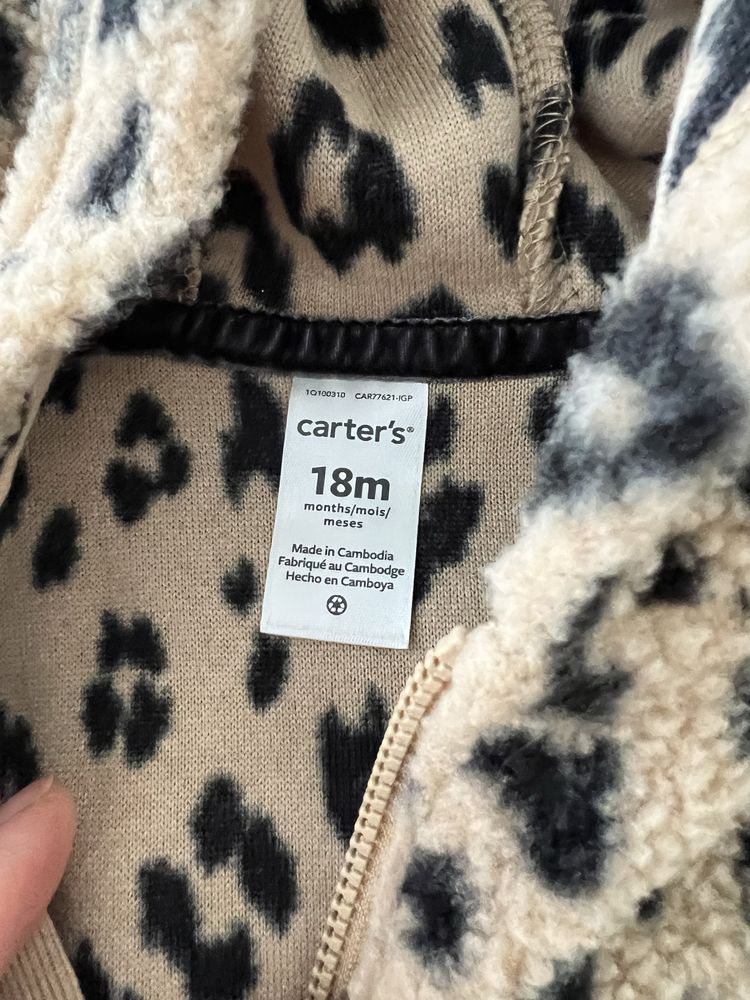 1Q100310 CAR77621-IGP
carter's®
18m
months/mois/
meses
Made in Cambodia
Fabriqué au Cambodge
Hecho en Camboya